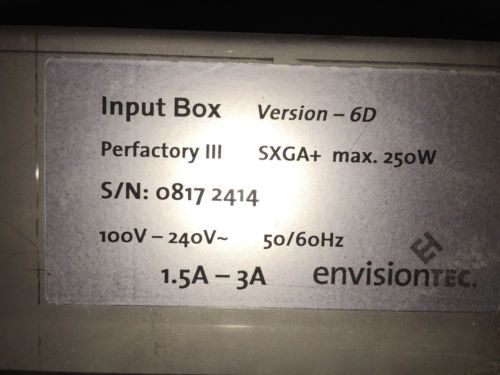 Input Box Version – 6D
Perfactory III SXGA+ max. 250W
S/N: 0817 2414
100V – 240V~ 50/60Hz
1.5A – 3A envisionTEC.